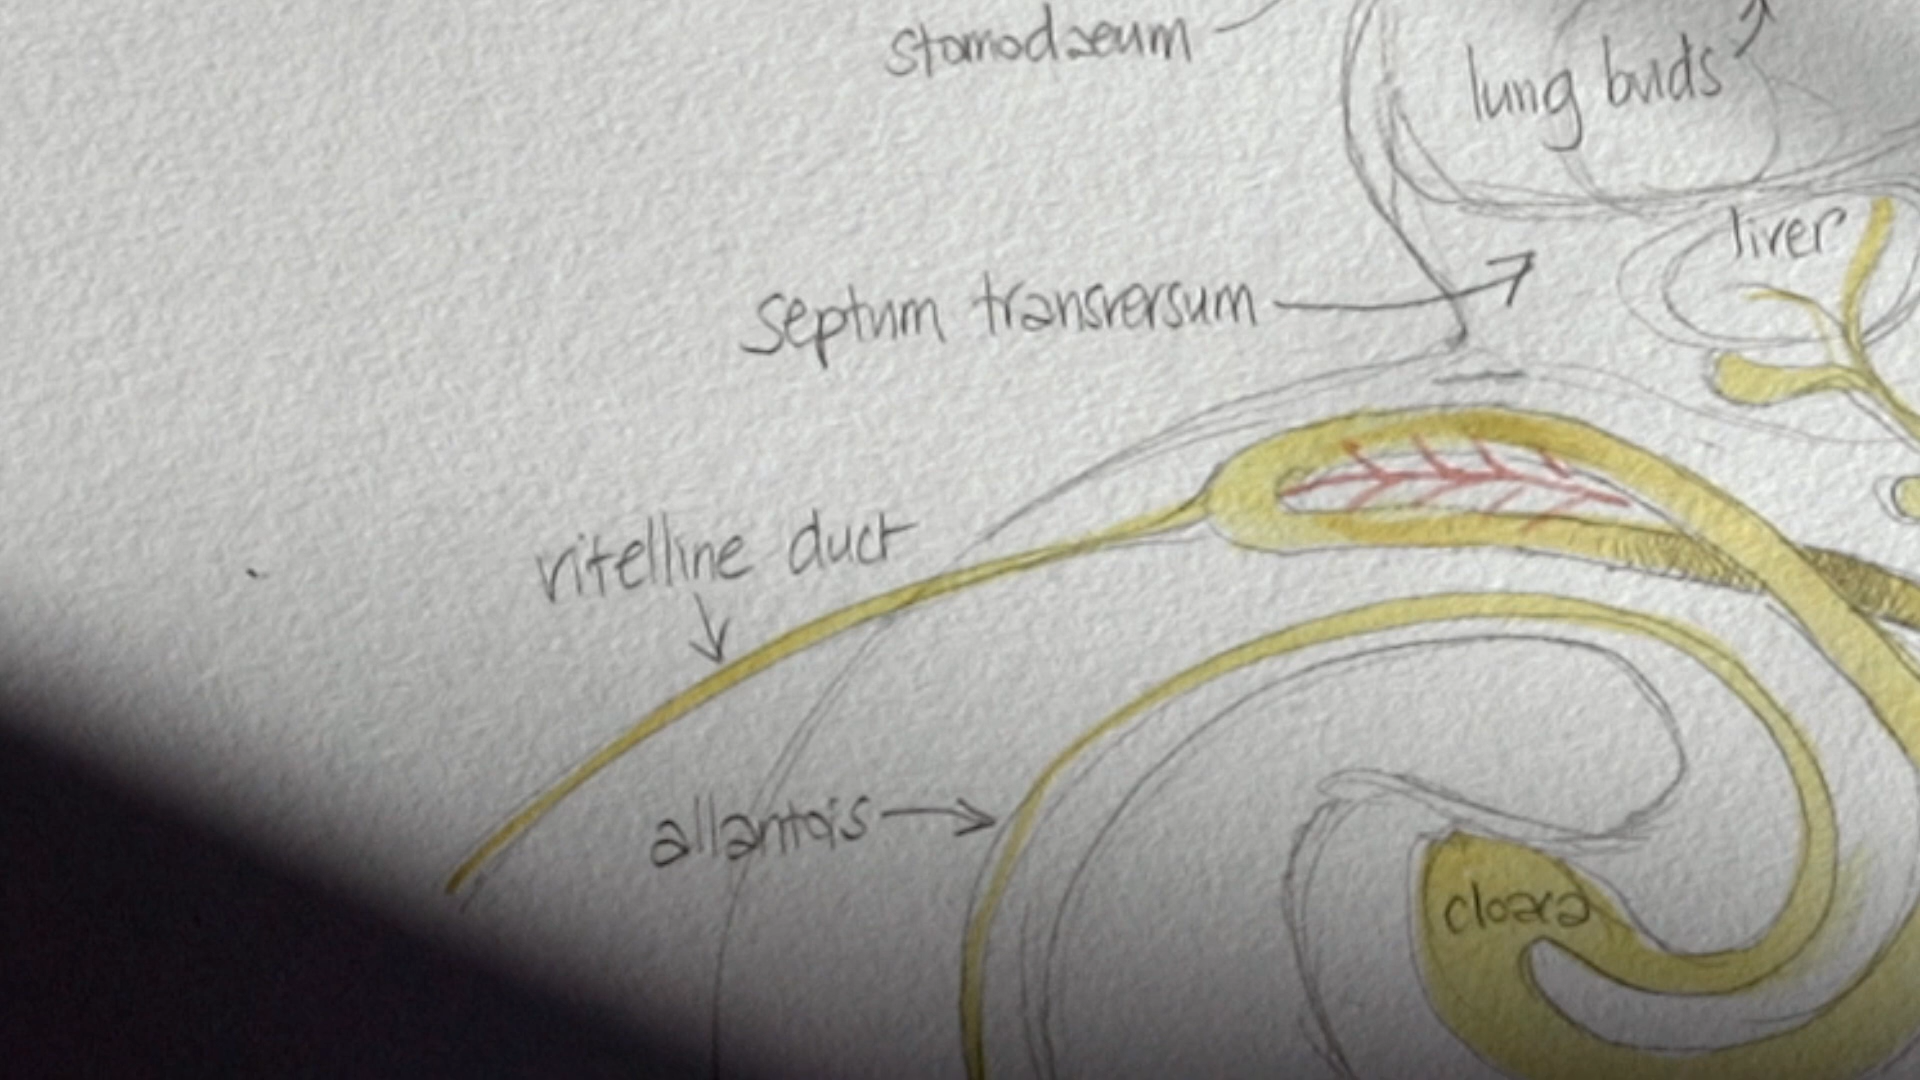 stomodaeum
lung buds
liver
septum transversum
vitelline duct
allantois
cloaca